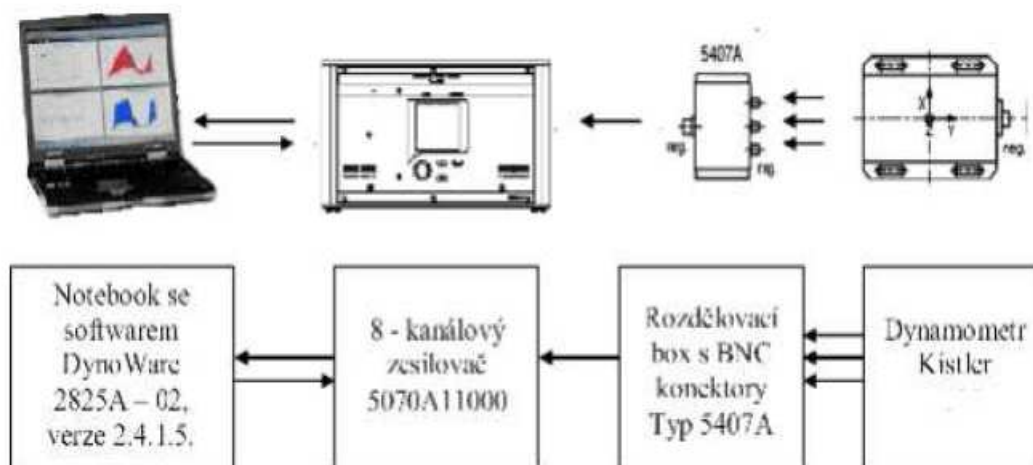 5407A
reg.
reg.
X
Y
Z
reg.
Notebook se
softwarem
DynoWare
2825A – 02,
verze 2.4.1.5.
8 - kanálový
zesilovač
5070A11000
Rozdělovací
box s BNC
konektory
Typ 5407A
Dynamometr
Kistler